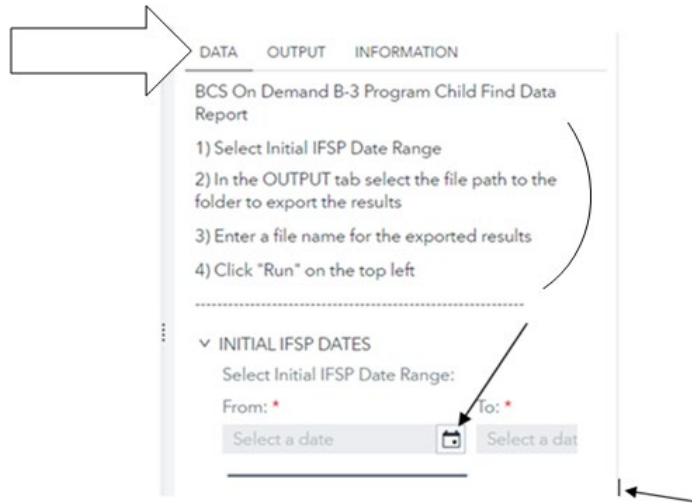 DATA OUTPUT INFORMATION
BCS On Demand B-3 Program Child Find Data
Report
1) Select Initial IFSP Date Range
2) In the OUTPUT tab select the file path to the
folder to export the results
3) Enter a file name for the exported results
4) Click "Run" on the top left
--------------------------------------------------------
INITIAL IFSP DATES
Select Initial IFSP Date Range:
From: * To: *
Select a date Select a dat